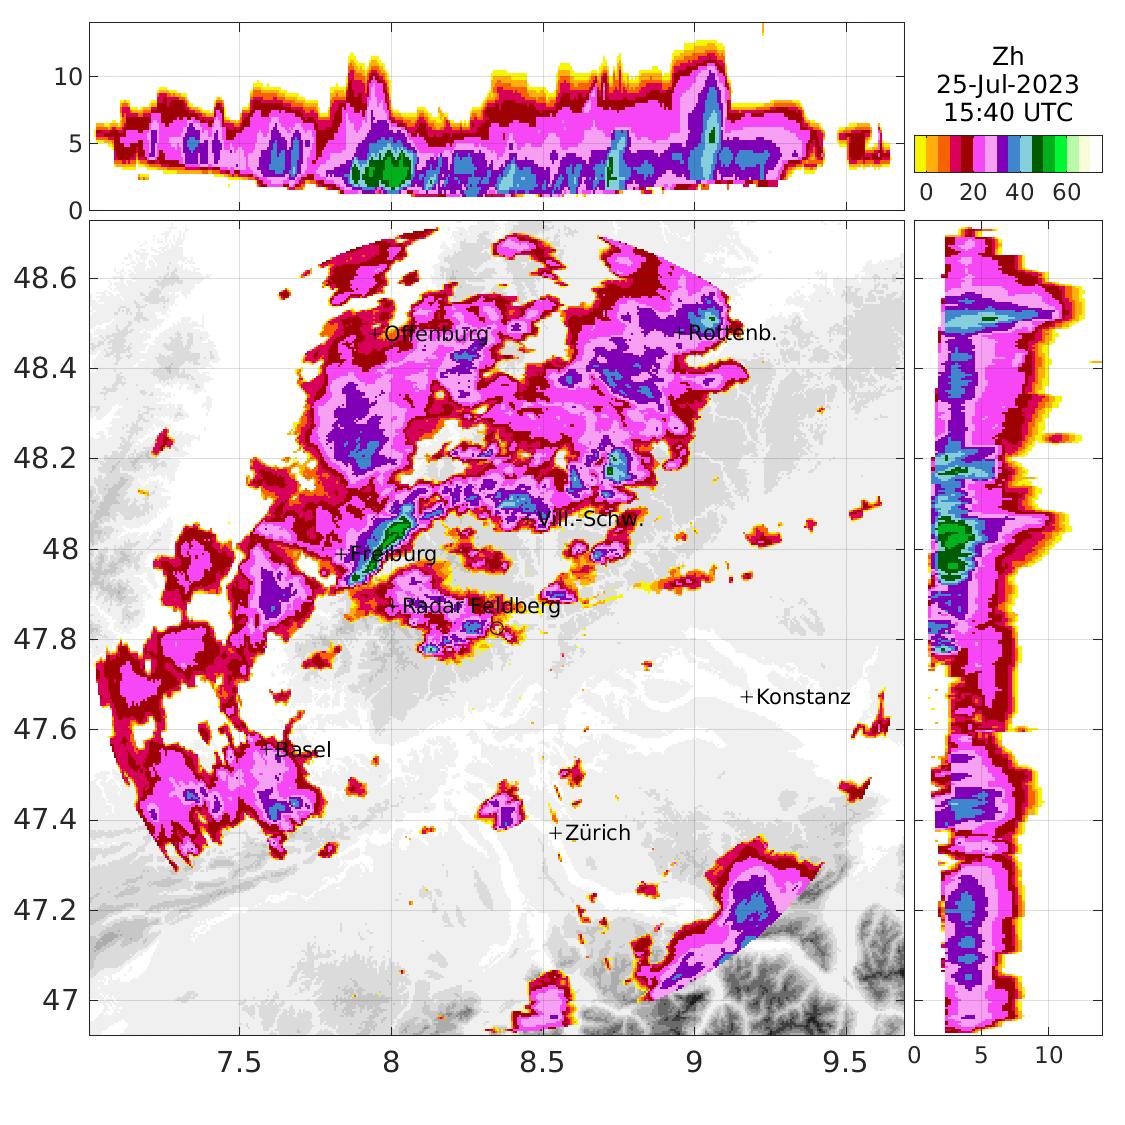 10
5
0
Zh
25-Jul-2023
15:40 UTC
0 20 40 60
48.6
48.4
48.2
48
47.8
47.6
47.4
47.2
47
+Offenburg
+Rottenb.
+Vill.-Schw.
+Freiburg
+Radar Feldberg
+Konstanz
+Basel
+Zürich
7.5 8 8.5 9 9.5
0 5 10